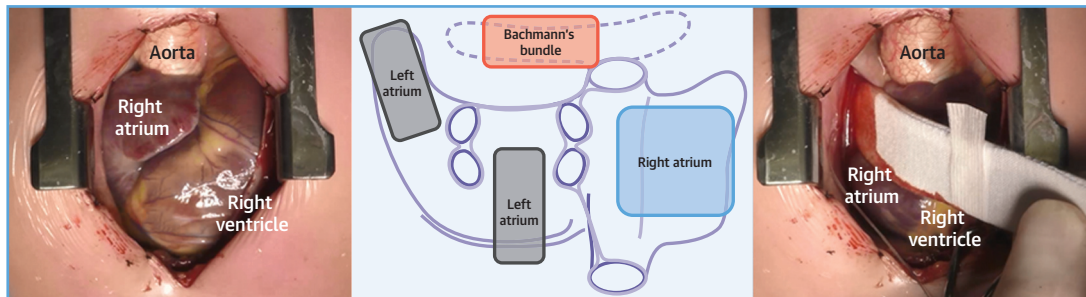 Aorta
Right
atrium
Right
ventricle
Bachmann's
bundle
Left
atrium
Left
atrium
Right atrium
Aorta
Right
atrium
Right
ventricle